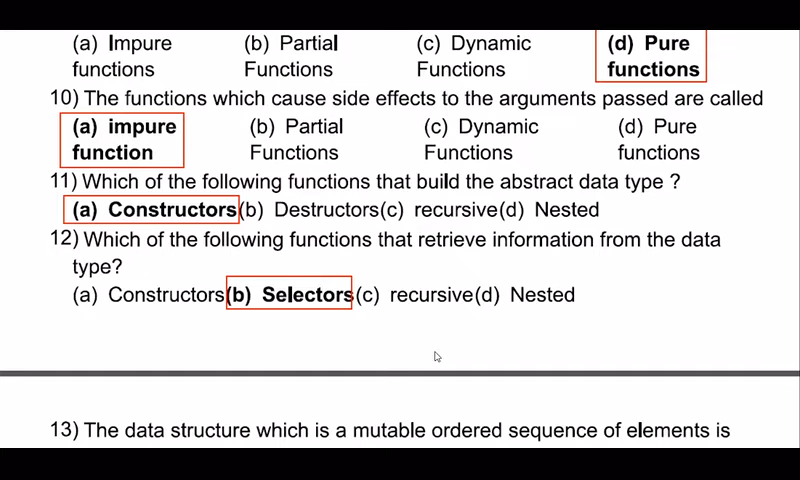 (a) Impure (b) Partial (c) Dynamic (d) Pure
functions Functions Functions functions
10) The functions which cause side effects to the arguments passed are called
(a) impure (b) Partial (c) Dynamic (d) Pure
function Functions Functions functions
11) Which of the following functions that build the abstract data type ?
(a) Constructors(b) Destructors(c) recursive(d) Nested
12) Which of the following functions that retrieve information from the data
type?
(a) Constructors(b) Selectors(c) recursive(d) Nested
13) The data structure which is a mutable ordered sequence of elements is